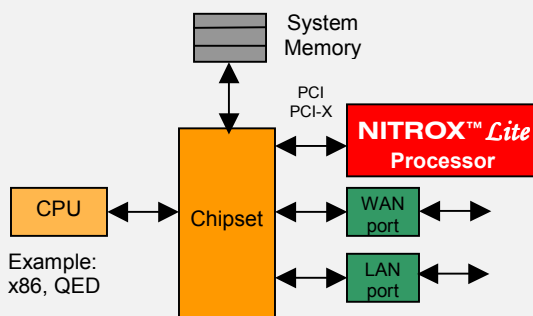 System
Memory
PCI
PCI-X
NITROX™ Lite
Processor
CPU
Chipset
WAN
port
Example:
x86, QED
LAN
port